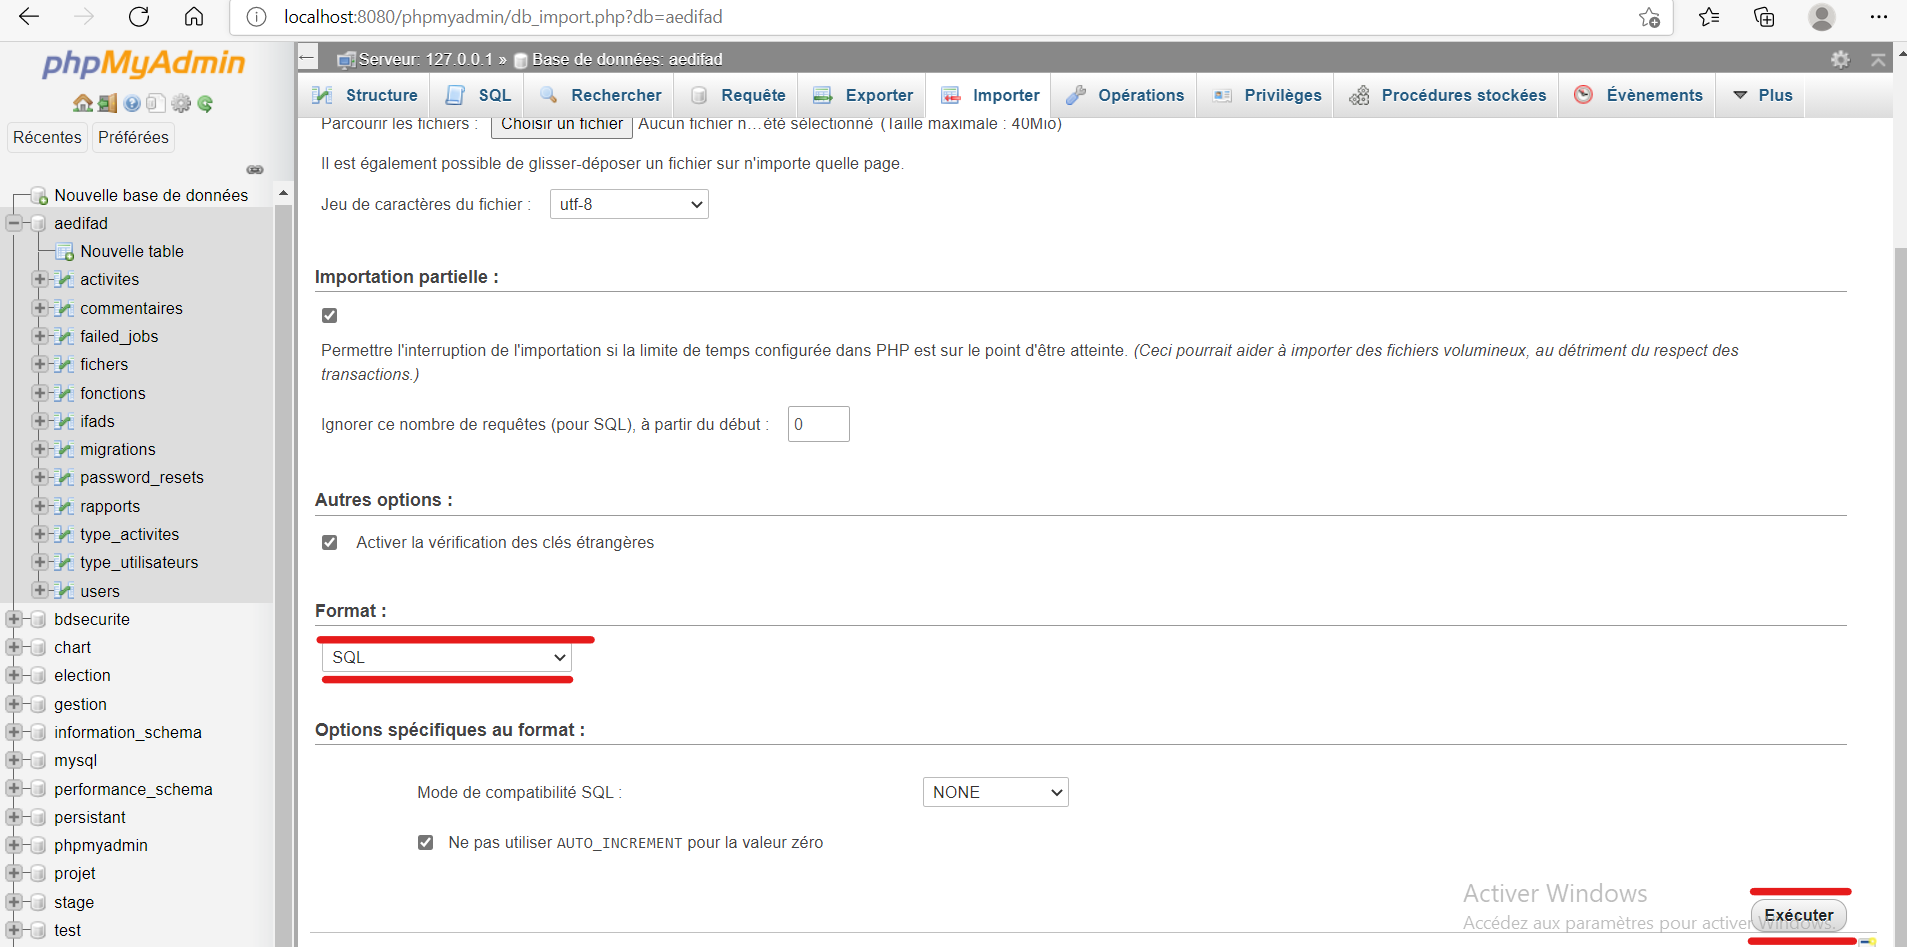 localhost:8080/phpmyadmin/db_import.php?db=aedifad
phpMyAdmin
Récentes Préférées
Nouvelle base de données
aedifad
Nouvelle table
activites
commentaires
failed_jobs
fichers
fonctions
ifads
migrations
password_resets
rapports
type_activites
type_utilisateurs
users
bdsecurite
chart
election
gestion
information_schema
mysql
performance_schema
persistant
phpmyadmin
projet
stage
test
Serveur: 127.0.0.1 » Base de données: aedifad
Structure SQL Rechercher Requête Exporter Importer Opérations Privilèges Procédures stockées Évènements Plus
Parcourir les fichiers : Choisir un fichier Aucun fichier n…été sélectionné (Taille maximale : 40Mio)
Il est également possible de glisser-déposer un fichier sur n'importe quelle page.
Jeu de caractères du fichier : utf-8
Importation partielle :
Permettre l'interruption de l'importation si la limite de temps configurée dans PHP est sur le point d'être atteinte. (Ceci pourrait aider à importer des fichiers volumineux, au détriment du respect des
transactions.)
Ignorer ce nombre de requêtes (pour SQL), à partir du début : 0
Autres options :
Activer la vérification des clés étrangères
Format :
SQL
Options spécifiques au format :
Mode de compatibilité SQL : NONE
Ne pas utiliser AUTO_INCREMENT pour la valeur zéro
Activer Windows
Accédez aux paramètres pour activer Windows.
Exécuter